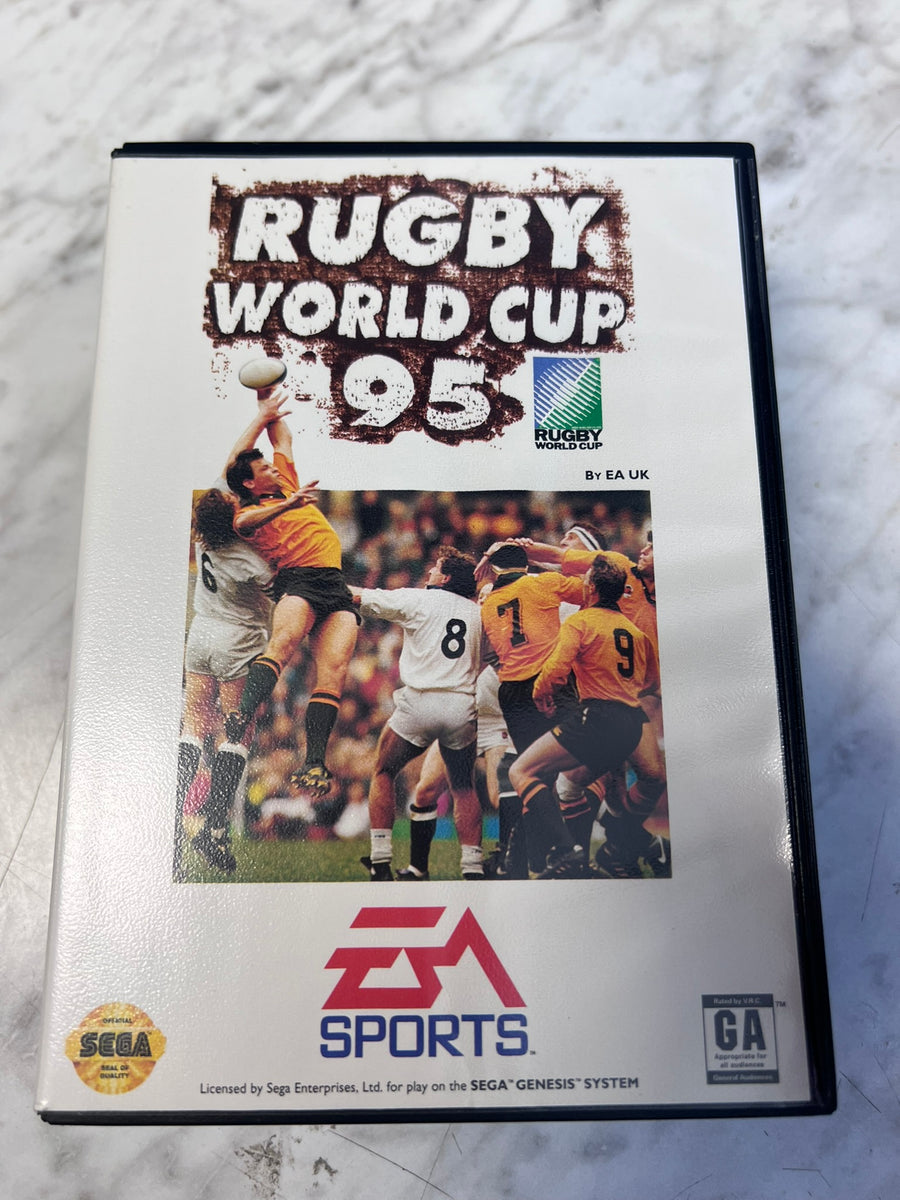 RUGBY
WORLD CUP
95
RUGBY
WORLD CUP
BY EA UK
6
8
7
9
EA
SPORTS™
OFFICIAL
SEGA
SEAL OF
QUALITY
Rated by V.R.C.
TM
GA
Appropriate for
all audiences
General Audiences
Licensed by Sega Enterprises, Ltd. for play on the SEGA™ GENESIS™ SYSTEM